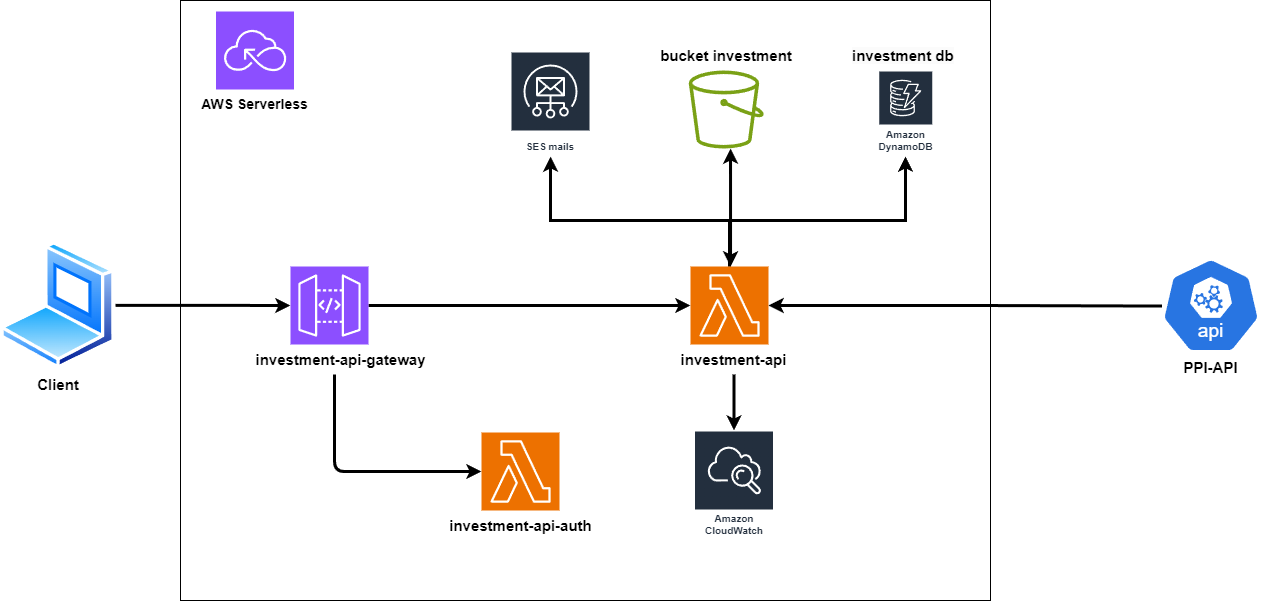 AWS Serverless
SES mails
bucket investment
investment db
Amazon
DynamoDB
Client
</>
investment-api-gateway
investment-api
api
PPI-API
investment-api-auth
Amazon
CloudWatch